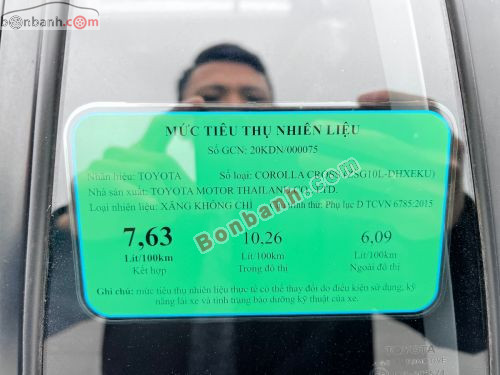 bonbanh.com
MỨC TIÊU THỤ NHIÊN LIỆU
Số GCN: 20KDN/000075
Nhãn hiệu: TOYOTA Số loại: COROLLA CROSS
Nhà sản xuất: TOYOTA MOTOR THAILAND CO., LTD.
Loại nhiên liệu: XĂNG KHÔNG CHÌ thử: Phụ lục D TCVN 6785:2015
Bonbanh.com
7,63 10,26 6,09
Lít/100km Lít/100km Lít/100km
Kết hợp Trong đô thị Ngoài đô thị
Ghi chú: mức tiêu thụ nhiên liệu thực tế có thể thay đổi do điều kiện sử dụng, kỹ
năng lái xe và tình trạng bảo dưỡng kỹ thuật của xe.
TOYOTA